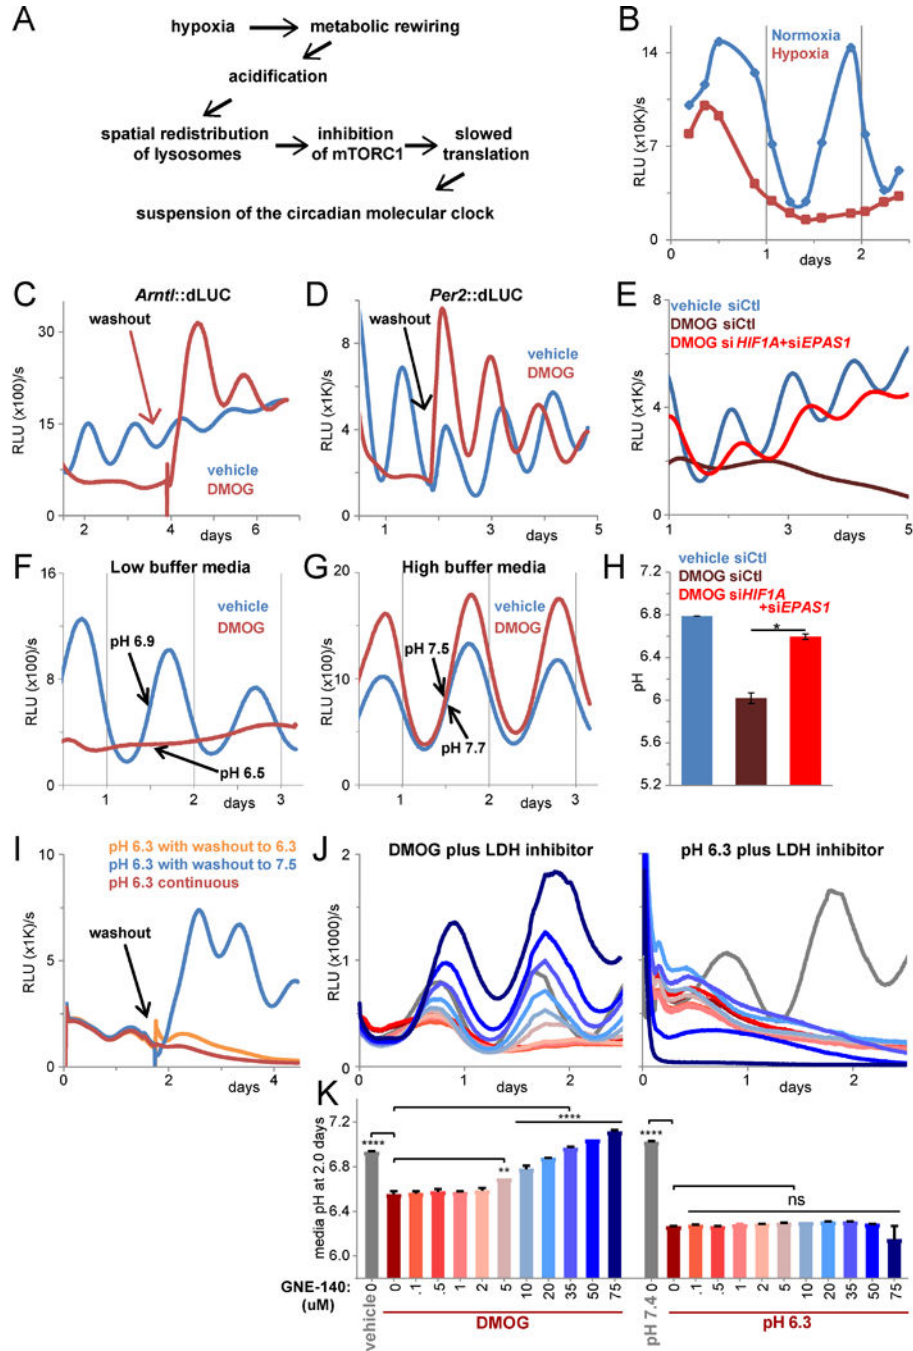 A
hypoxia
metabolic rewiring
acidification
spatial redistribution
of lysosomes
inhibition
of mTORC1
slowed
translation
suspension of the circadian molecular clock
B
Normoxia
Hypoxia
RLU (x10K)/s
14
7
0
0 1 2
days
C
Arntl::dLUC
washout
RLU (x100)/s
30
15
0
vehicle
DMOG
2 4 6
days
D
Per2::dLUC
washout
RLU (x1K)/s
8
4
0
vehicle
DMOG
1 2 3 5
days
E
vehicle siCtl
DMOG siCtl
DMOG siHIF1A+siEPAS1
RLU (x1K)/s
8
4
0
1 3 5
days
F
Low buffer media
vehicle
DMOG
pH 6.9
pH 6.5
RLU (x100)/s
16
8
0
1 2 3
days
G
High buffer media
vehicle
DMOG
pH 7.5
pH 7.7
RLU (x100)/s
20
10
0
1 2 3
days
H
vehicle siCtl
DMOG siCtl
DMOG siHIF1A
+siEPAS1
*
pH
7.2
6.8
6.4
6
5.6
5.2
I
pH 6.3 with washout to 6.3
pH 6.3 with washout to 7.5
pH 6.3 continuous
washout
RLU (x1K)/s
10
5
0
0 2 4
days
J
DMOG plus LDH inhibitor
RLU (x1000)/s
2
1
0
0 1 2
days
pH 6.3 plus LDH inhibitor
0 1 2
days
K
media pH at 2.0 days
7.2
6.8
6.4
6.0
****
**
****
****
ns
GNE-140:
(uM)
0 0 .1 .5 1 2 5 10 20 35 50 75
vehicle
DMOG
0 0 .1 .5 1 2 5 10 20 35 50 75
pH 7.4
pH 6.3